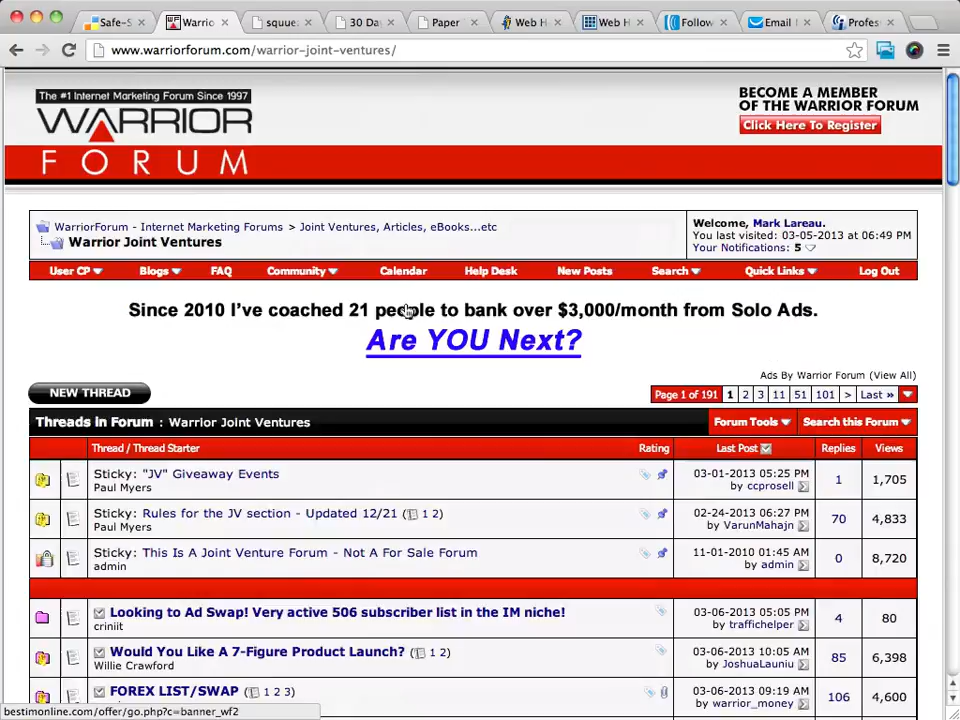 Safe-S
Warrio
squue
30 Da
Paper
Web H
Web H
Follow
Email
Profes
www.warriorforum.com/warrior-joint-ventures/
The #1 Internet Marketing Forum Since 1997
WARRIOR
FORUM
BECOME A MEMBER
OF THE WARRIOR FORUM
Click Here To Register
WarriorForum - Internet Marketing Forums > Joint Ventures, Articles, eBooks...etc
Warrior Joint Ventures
Welcome, Mark Lareau.
You last visited: 03-05-2013 at 06:49 PM
Your Notifications: 5
User CP Blogs FAQ Community Calendar Help Desk New Posts Search Quick Links Log Out
Since 2010 I've coached 21 people to bank over $3,000/month from Solo Ads.
Are YOU Next?
Ads By Warrior Forum (View All)
NEW THREAD
Page 1 of 191 1 2 3 11 51 101 > Last »
Threads in Forum : Warrior Joint Ventures
Forum Tools Search this Forum
Thread / Thread Starter Rating Last Post Replies Views
Sticky: "JV" Giveaway Events
Paul Myers
03-01-2013 05:25 PM
by ccprosell
1 1,705
Sticky: Rules for the JV section - Updated 12/21 ( 1 2)
Paul Myers
02-24-2013 06:27 PM
by VarunMahajn
70 4,833
Sticky: This Is A Joint Venture Forum - Not A For Sale Forum
admin
11-01-2010 01:45 AM
by admin
0 8,720
Looking to Ad Swap! Very active 506 subscriber list in the IM niche!
criniit
03-06-2013 05:05 PM
by traffichelper
4 80
Would You Like A 7-Figure Product Launch? ( 1 2)
Willie Crawford
03-06-2013 10:05 AM
by JoshuaLauniu
85 6,398
FOREX LIST/SWAP ( 1 2 3)
03-06-2013 09:19 AM
by warrior_money
106 4,600
bestimonline.com/offer/go.php?c=banner_wf2